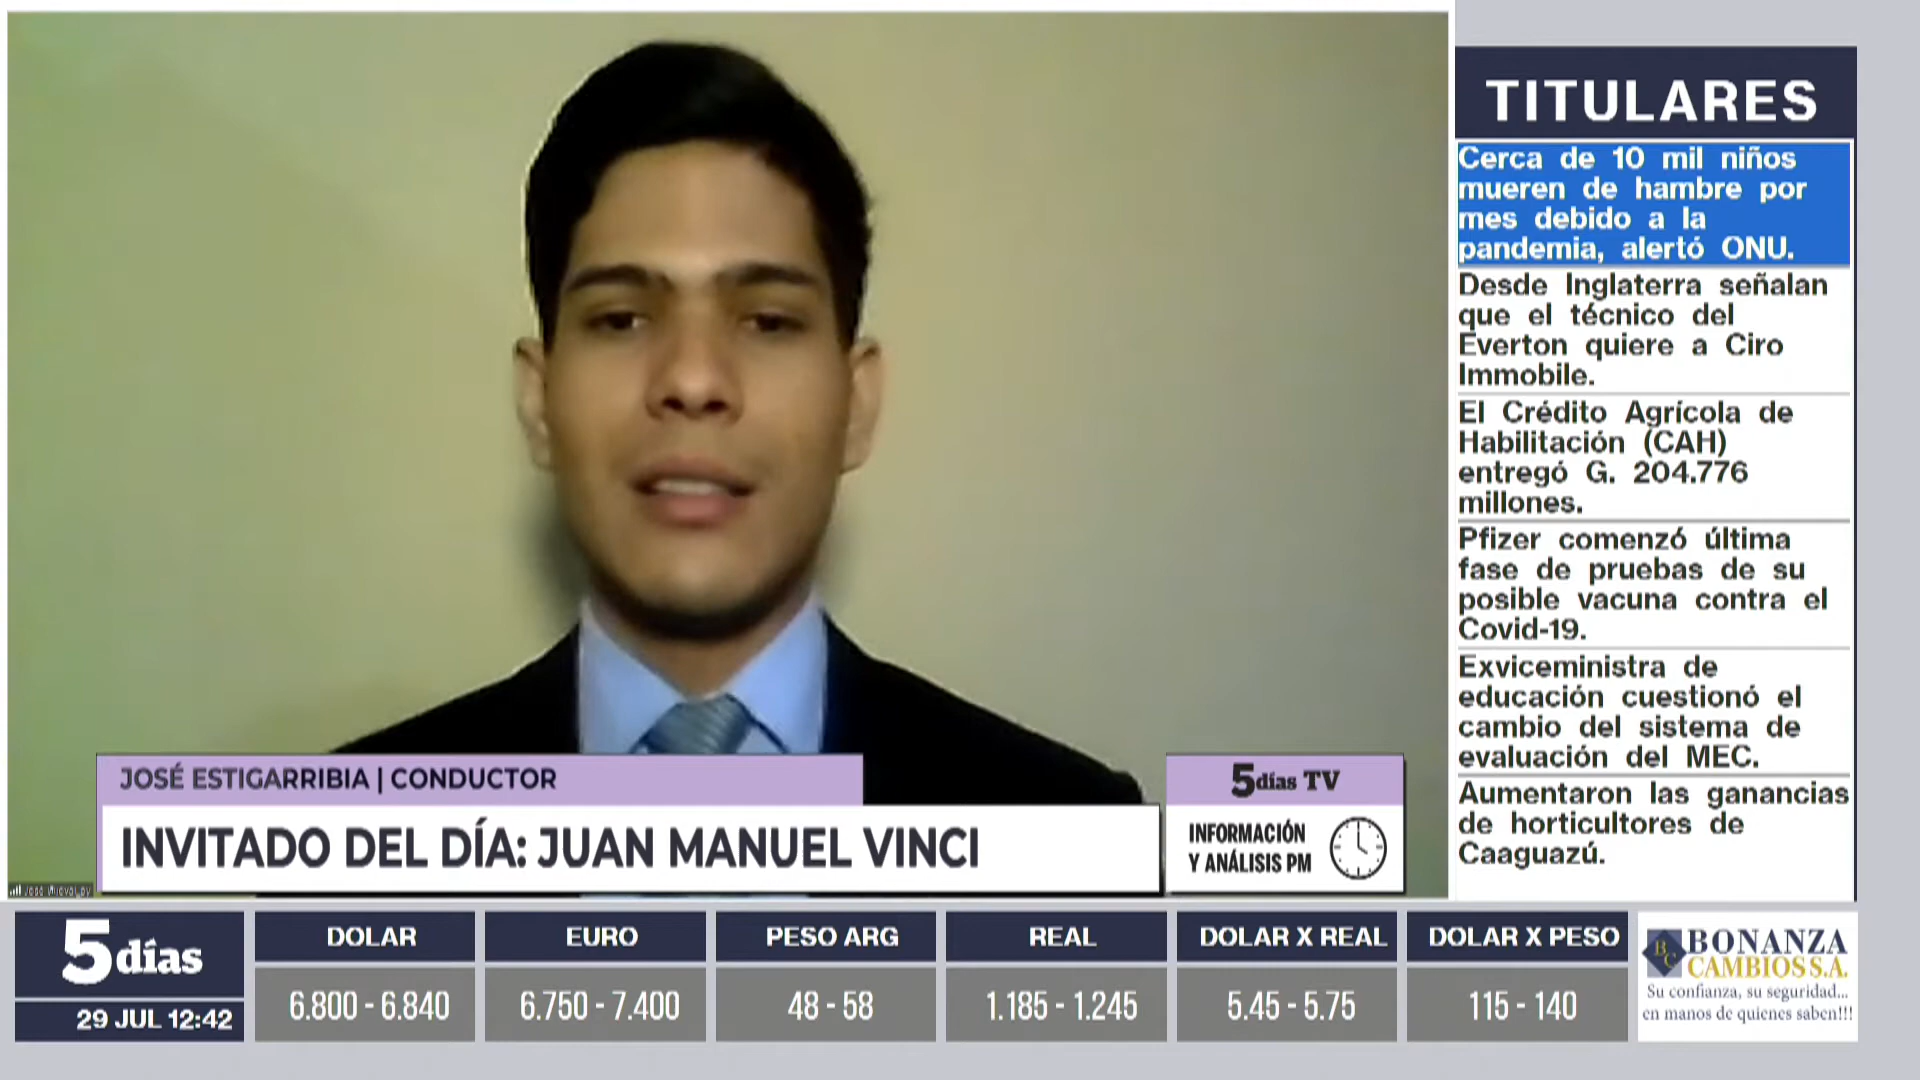 TITULARES
Cerca de 10 mil niños
mueren de hambre por
mes debido a la
pandemia, alertó ONU.
Desde Inglaterra señalan
que el técnico del
Everton quiere a Ciro
Immobile.
El Crédito Agrícola de
Habilitación (CAH)
entregó G. 204.776
millones.
Pfizer comenzó última
fase de pruebas de su
posible vacuna contra el
Covid-19.
Exviceministra de
educación cuestionó el
cambio del sistema de
evaluación del MEC.
Aumentaron las ganancias
de horticultores de
Caaguazú.
JOSÉ ESTIGARRIBIA | CONDUCTOR
INVITADO DEL DÍA: JUAN MANUEL VINCI
5días TV
INFORMACIÓN
Y ANÁLISIS PM
5días
29 JUL 12:42
DOLAR
6.800 - 6.840
EURO
6.750 - 7.400
PESO ARG
48 - 58
REAL
1.185 - 1.245
DOLAR X REAL
5.45 - 5.75
DOLAR X PESO
115 - 140
BC
BONANZA
CAMBIOS S.A.
Su confianza, su seguridad...
en manos de quienes saben!!!